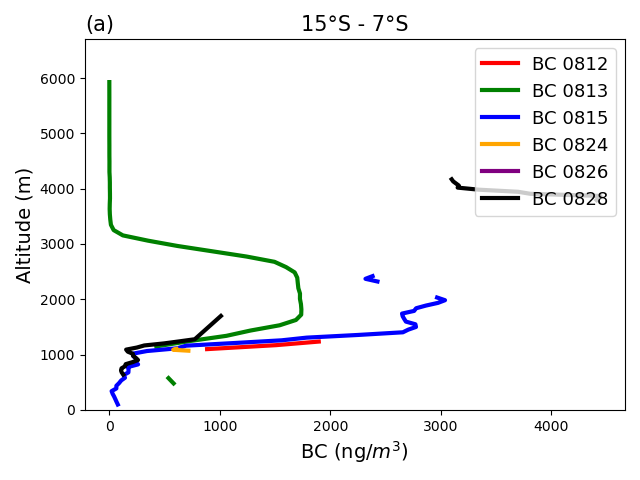 (a)
15°S - 7°S
6000
5000
4000
3000
2000
1000
0
Altitude (m)
BC 0812
BC 0813
BC 0815
BC 0824
BC 0826
BC 0828
0 1000 2000 3000 4000
BC (ng/m³)